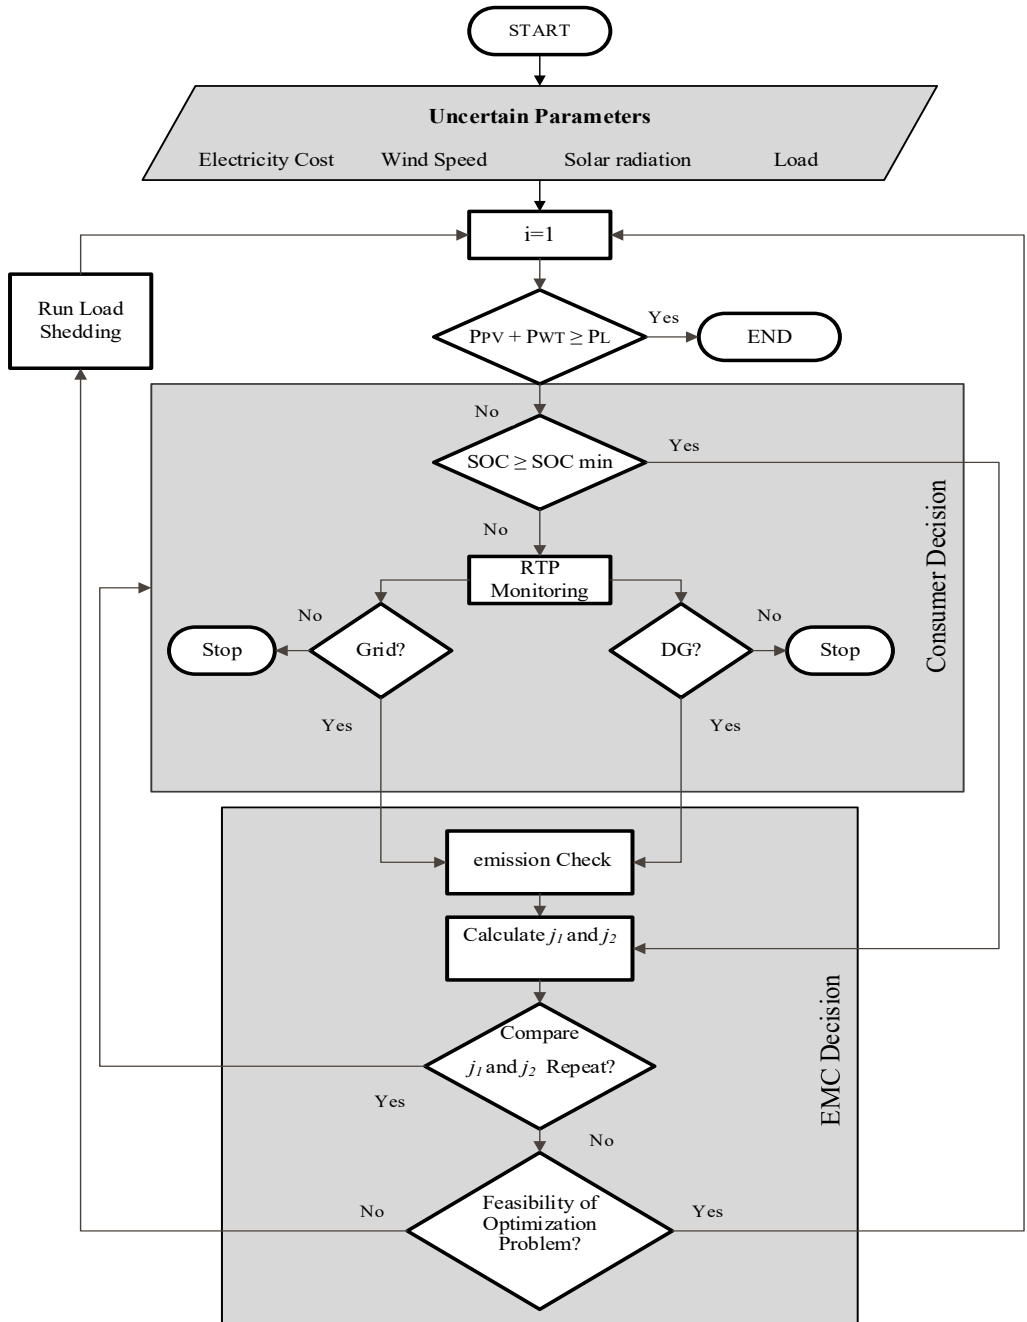 START
Uncertain Parameters
Electricity Cost Wind Speed Solar radiation Load
i=1
Run Load
Shedding
PPV + PWT ≥ PL
Yes
END
No
SOC ≥ SOC min
Yes
No
RTP
Monitoring
Consumer Decision
No
Grid?
Stop
DG?
No
Stop
Yes
Yes
emission Check
Calculate j1 and j2
Compare
j1 and j2 Repeat?
Yes
No
EMC Decision
Feasibility of
Optimization
Problem?
No
Yes